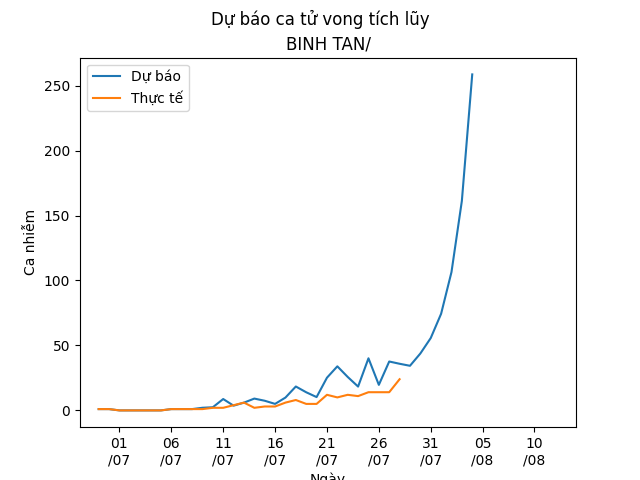 Dự báo ca tử vong tích lũy
BINH TAN/
Dự báo
Thực tế
Ca nhiễm
250
200
150
100
50
0
01 06 11 16 21 26 31 05 10
/07 /07 /07 /07 /07 /07 /07 /08 /08
Ngày